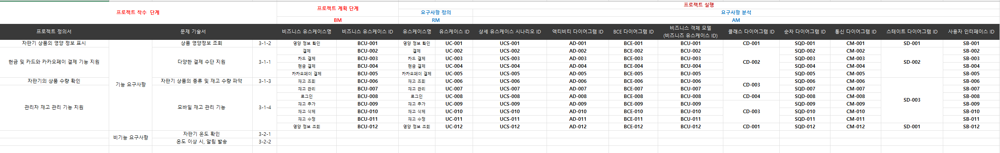 프로젝트 착수  단계
프로젝트 계획 단계
프로젝트 실행
요구사항 정의
요구사항 분석
BM
RM
AM
프로젝트 정의서
문제 기술서
비즈니스 유스케이스명
비즈니스 유스케이스 ID
유스케이스명
유스케이스 ID
상세 유스케이스 시나리오 ID
액티비티 다이어그램 ID
BCE 다이어그램 ID
비즈니스 객체 모델
(비즈니즈 유스케이스 ID)
클래스 다이어그램 ID
순차 다이어그램 ID
통신 다이어그램 ID
스테이트 다이어그램 ID
사용자 인터페이스 ID
자판기 상품의 영양 정보 표시
상품 영양정보 조회
3-1-2
영양 정보 확인 BCU-001 영양 정보 확인 UC-001 UCS-001 AD-001 BCE-001 BCU-001 CD-001 SQD-001 CM-001 SD-001 SB-001
결제 BCU-002 결제 UC-002 UCS-002 AD-002 BCE-002 BCU-002 SQD-002 CM-002 SB-002
카드 결제 BCU-003 카드 결제 UC-003 UCS-003 AD-003 BCE-003 BCU-003 SQD-003 CM-003 SB-003
현금 및 카드와 카카오페이 결제 기능 지원
다양한 결제 수단 지원
3-1-1
CD-002
SD-002
현금 결제 BCU-004 현금 결제 UC-004 UCS-004 AD-004 BCE-004 BCU-004 SQD-004 CM-004 SB-004
카카오페이 결제 BCU-005 카카오페이 결제 UC-005 UCS-005 AD-005 BCE-005 BCU-005 SQD-005 CM-005 SB-005
자판기의 상품 수량 확인
기능 요구사항
자판기 상품의 종류 및 재고 수량 파악
3-1-3
재고 조회 BCU-006 재고 조회 UC-006 UCS-006 AD-006 BCE-006 BCU-006 SQD-006 CM-006 SB-006
CD-003
재고 관리 BCU-007 재고 관리 UC-007 UCS-007 AD-007 BCE-007 BCU-007 SQD-007 CM-007 SB-007
로그인 BCU-008 로그인 UC-008 UCS-008 AD-008 BCE-008 BCU-008 CD-004 SQD-008 CM-008 SB-008
SD-003
재고 추가 BCU-009 재고 추가 UC-009 UCS-009 AD-009 BCE-009 BCU-009 SQD-009 CM-009 SB-009
관리자 재고 관리 기능 지원
모바일 재고 관리 기능
3-1-4
재고 삭제 BCU-010 재고 삭제 UC-010 UCS-010 AD-010 BCE-010 BCU-010 CD-003 SQD-010 CM-010 SB-010
재고 수정 BCU-011 재고 수정 UC-011 UCS-011 AD-011 BCE-011 BCU-011 SQD-011 CM-011 SB-011
영양 정보 조회 BCU-012 영양 정보 조회 UC-012 UCS-012 AD-012 BCE-012 BCU-012 CD-001 SQD-012 CM-012 SD-001 SB-012
비기능 요구사항
자판기 온도 확인
3-2-1
온도 이상 시, 알림 발송
3-2-2